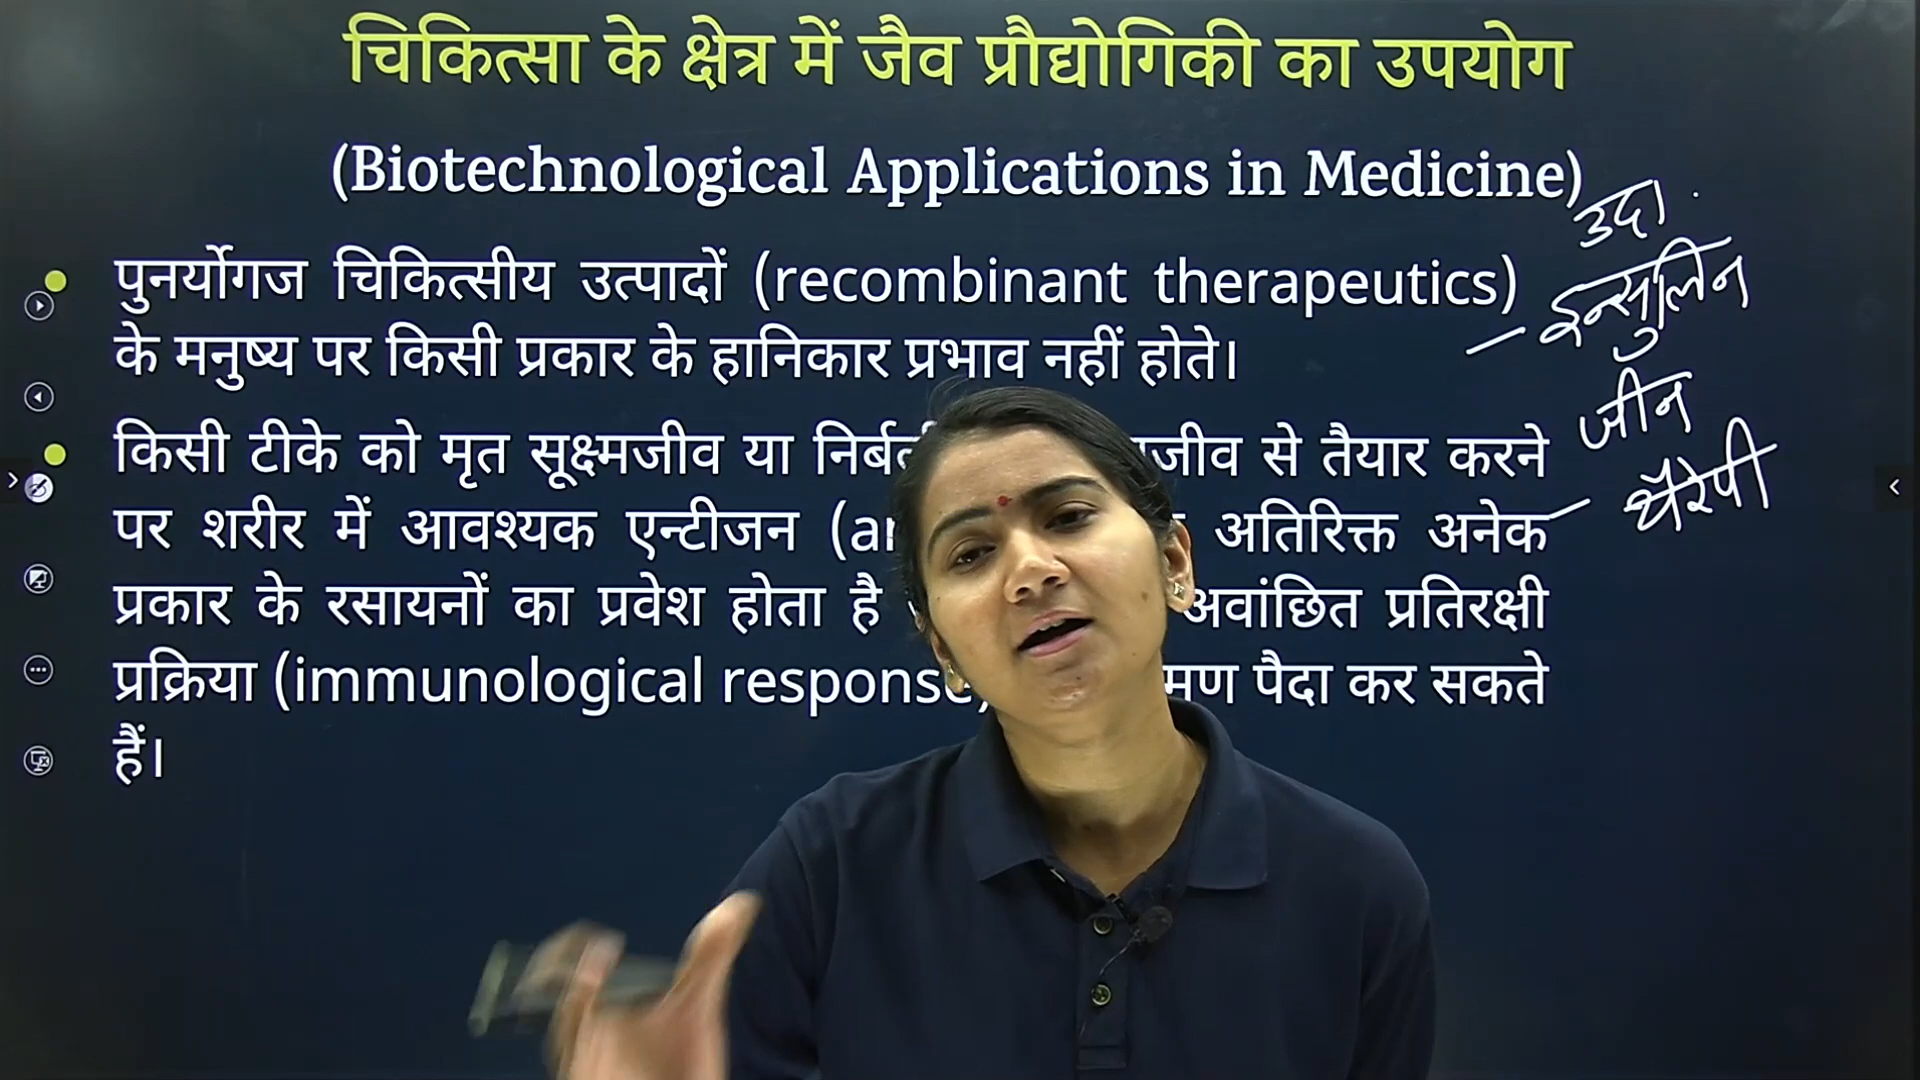 चिकित्सा के क्षेत्र में जैव प्रौद्योगिकी का उपयोग
(Biotechnological Applications in Medicine)
पुनर्योगज चिकित्सीय उत्पादों (recombinant therapeutics)
के मनुष्य पर किसी प्रकार के हानिकार प्रभाव नहीं होते।
किसी टीके को मृत सूक्ष्मजीव या से तैयार करने
पर शरीर में आवश्यक एन्टीजन अतिरिक्त अनेक
प्रकार के रसायनों का प्रवेश होता है अवांछित प्रतिरक्षी
प्रक्रिया (immunological response) पैदा कर सकते
हैं।
उदा.
- इन्सुलिन
जीन
- थैरेपी